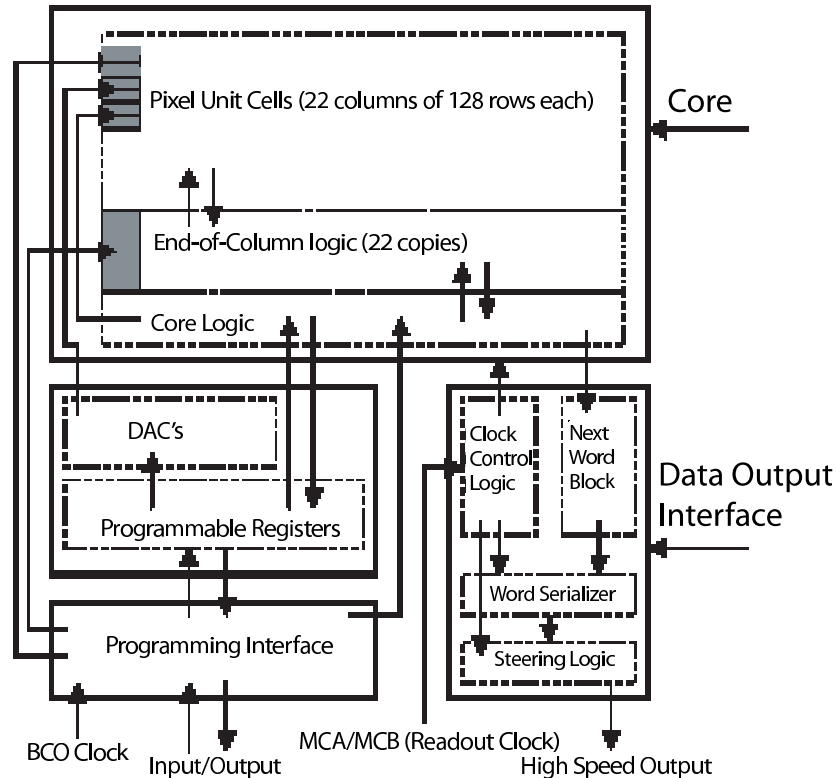 Pixel Unit Cells (22 columns of 128 rows each)
Core
End-of-Column logic (22 copies)
Core Logic
DAC's
Programmable Registers
Programming Interface
Clock
Control
Logic
Next
Word
Block
Data Output
Interface
Word Serializer
Steering Logic
BCO Clock
Input/Output
MCA/MCB (Readout Clock)
High Speed Output